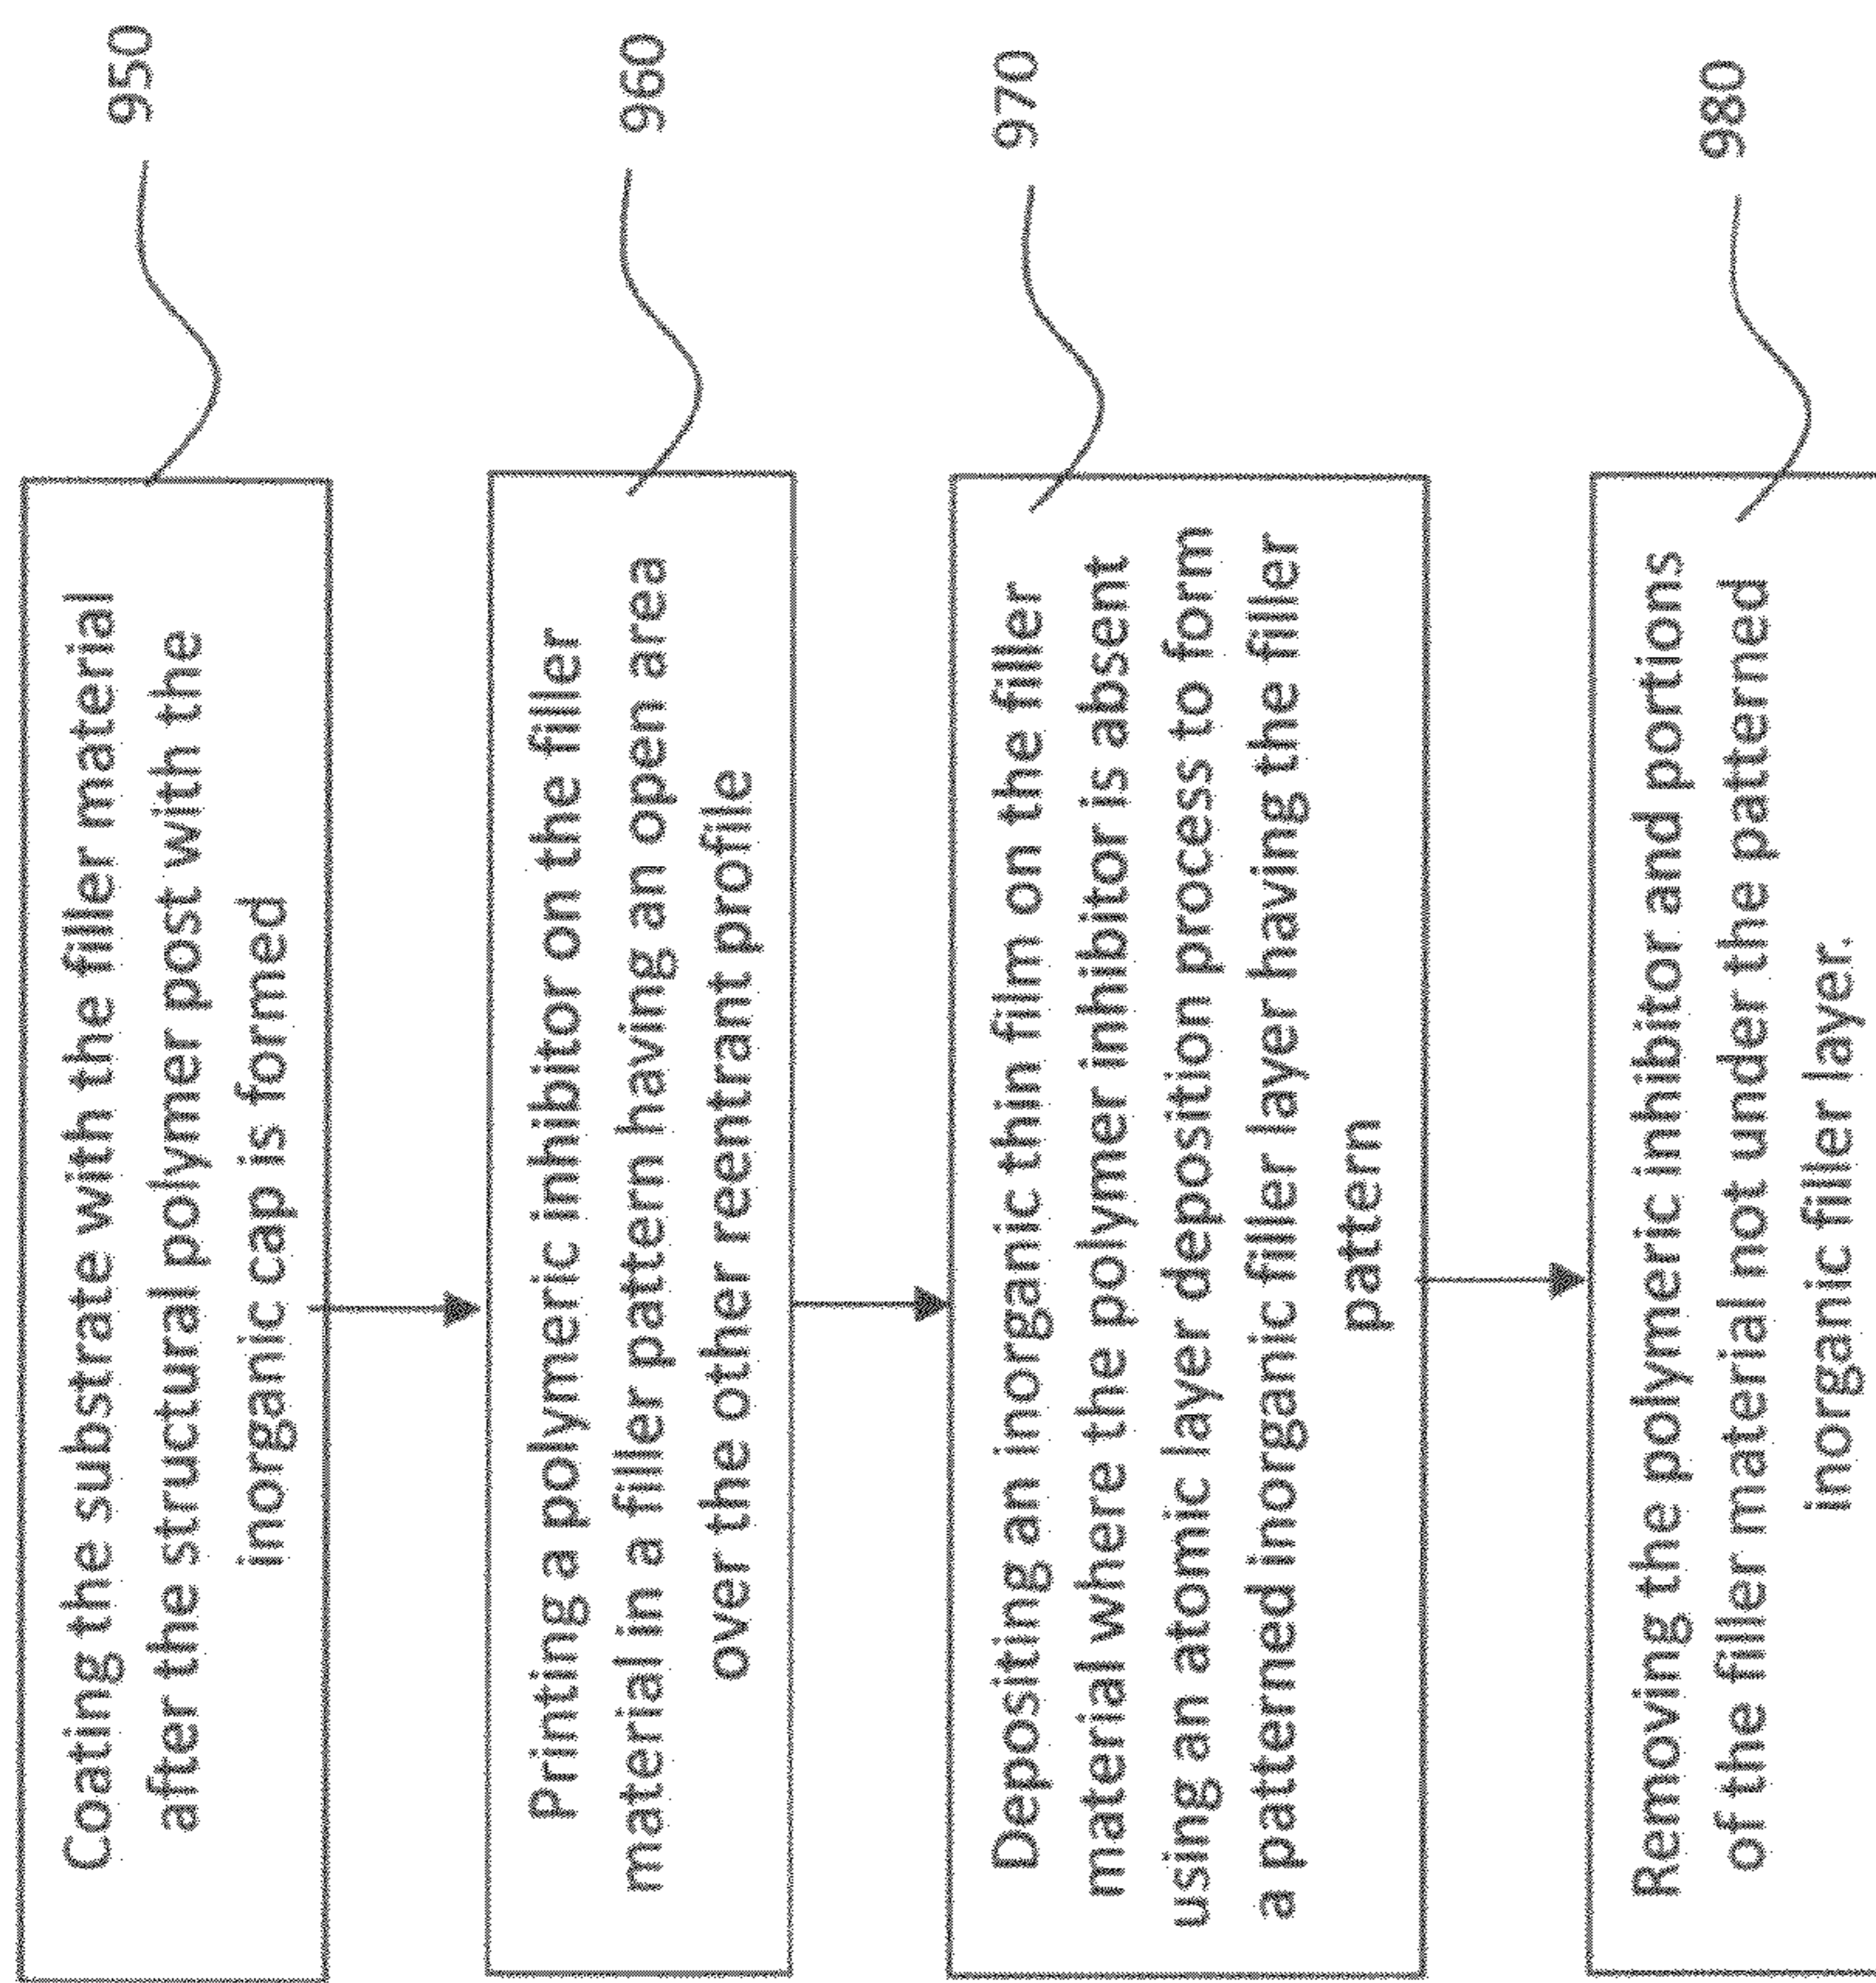 Coating the substrate with the filler material
after the structural polymer post with the
inorganic cap is formed
950
Printing a polymeric inhibitor on the filler
material in a filler pattern having an open area
over the other reentrant profile
960
Depositing an inorganic thin film on the filler
material where the polymer inhibitor is absent
using an atomic layer deposition process to form
a patterned inorganic filler layer having the filler
pattern
970
Removing the polymeric inhibitor and portions
of the filler material not under the patterned
inorganic filler layer.
980